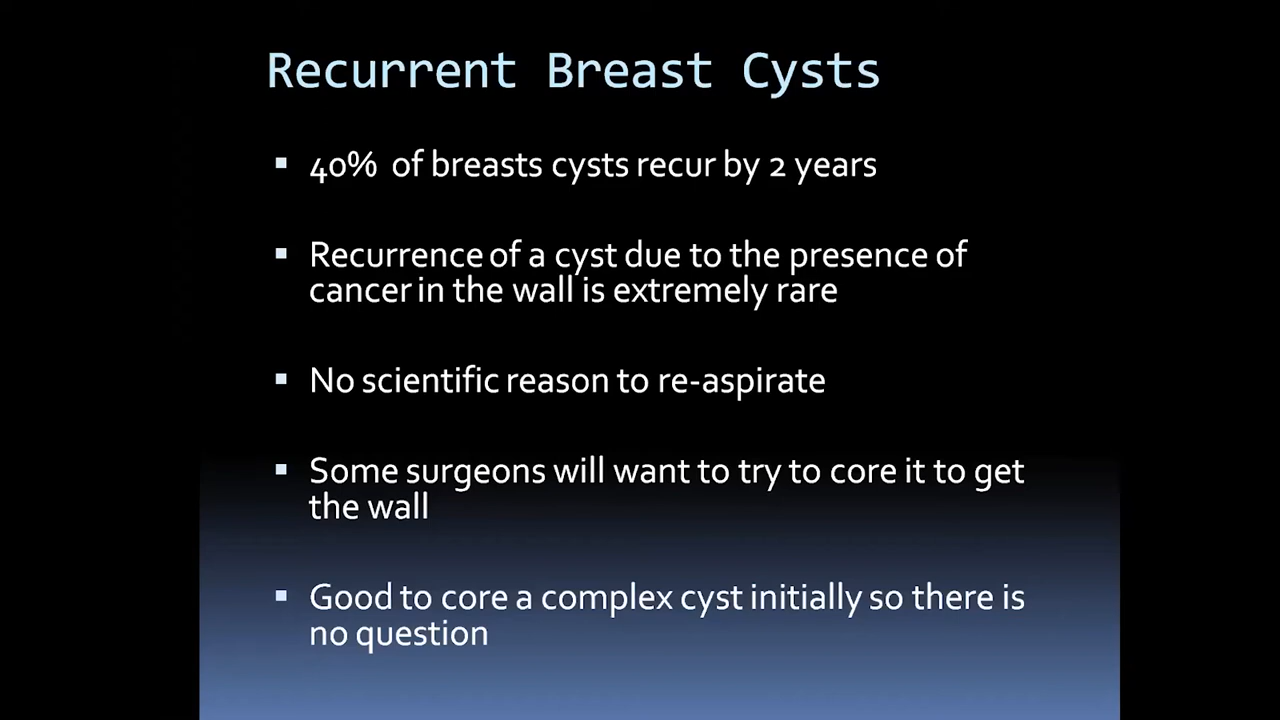 Recurrent Breast Cysts
▪ 40% of breasts cysts recur by 2 years
▪ Recurrence of a cyst due to the presence of
cancer in the wall is extremely rare
▪ No scientific reason to re-aspirate
▪ Some surgeons will want to try to core it to get
the wall
▪ Good to core a complex cyst initially so there is
no question